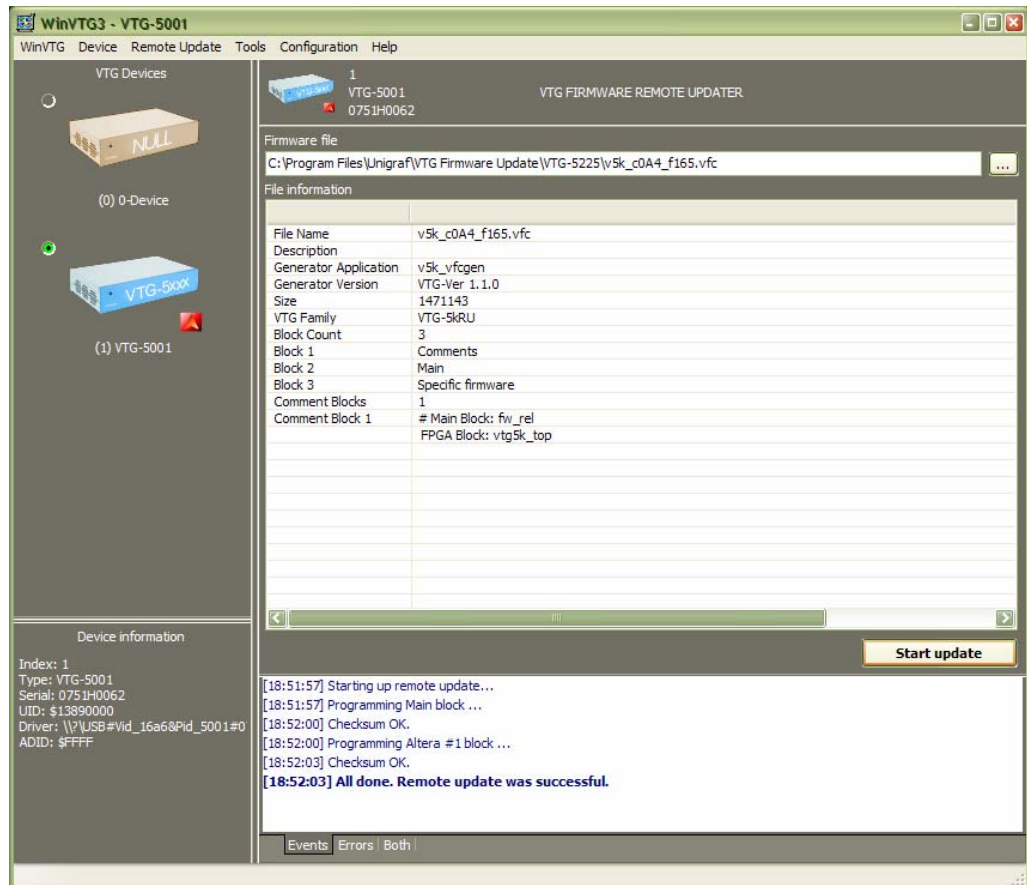 WinVTG3 - VTG-5001
WinVTG Device Remote Update Tools Configuration Help
VTG Devices
NULL
(0) 0-Device
VTG-5xxx
(1) VTG-5001
Device information
Index: 1
Type: VTG-5001
Serial: 0751H0062
UID: $13890000
Driver: \\?\USB#Vid_16a6&Pid_5001#0
ADID: $FFFF
1
VTG-5001
0751H0062
VTG FIRMWARE REMOTE UPDATER
Firmware file
C:\Program Files\Unigraf\VTG Firmware Update\VTG-5225\v5k_c0A4_f165.vfc
...
File information
File Name v5k_c0A4_f165.vfc
Description
Generator Application v5k_vfcgen
Generator Version VTG-Ver 1.1.0
Size 1471143
VTG Family VTG-5kRU
Block Count 3
Block 1 Comments
Block 2 Main
Block 3 Specific firmware
Comment Blocks 1
Comment Block 1 # Main Block: fw_rel
FPGA Block: vtg5k_top
Start update
[18:51:57] Starting up remote update...
[18:51:57] Programming Main block ...
[18:52:00] Checksum OK.
[18:52:00] Programming Altera #1 block ...
[18:52:03] Checksum OK.
[18:52:03] All done. Remote update was successful.
Events Errors Both